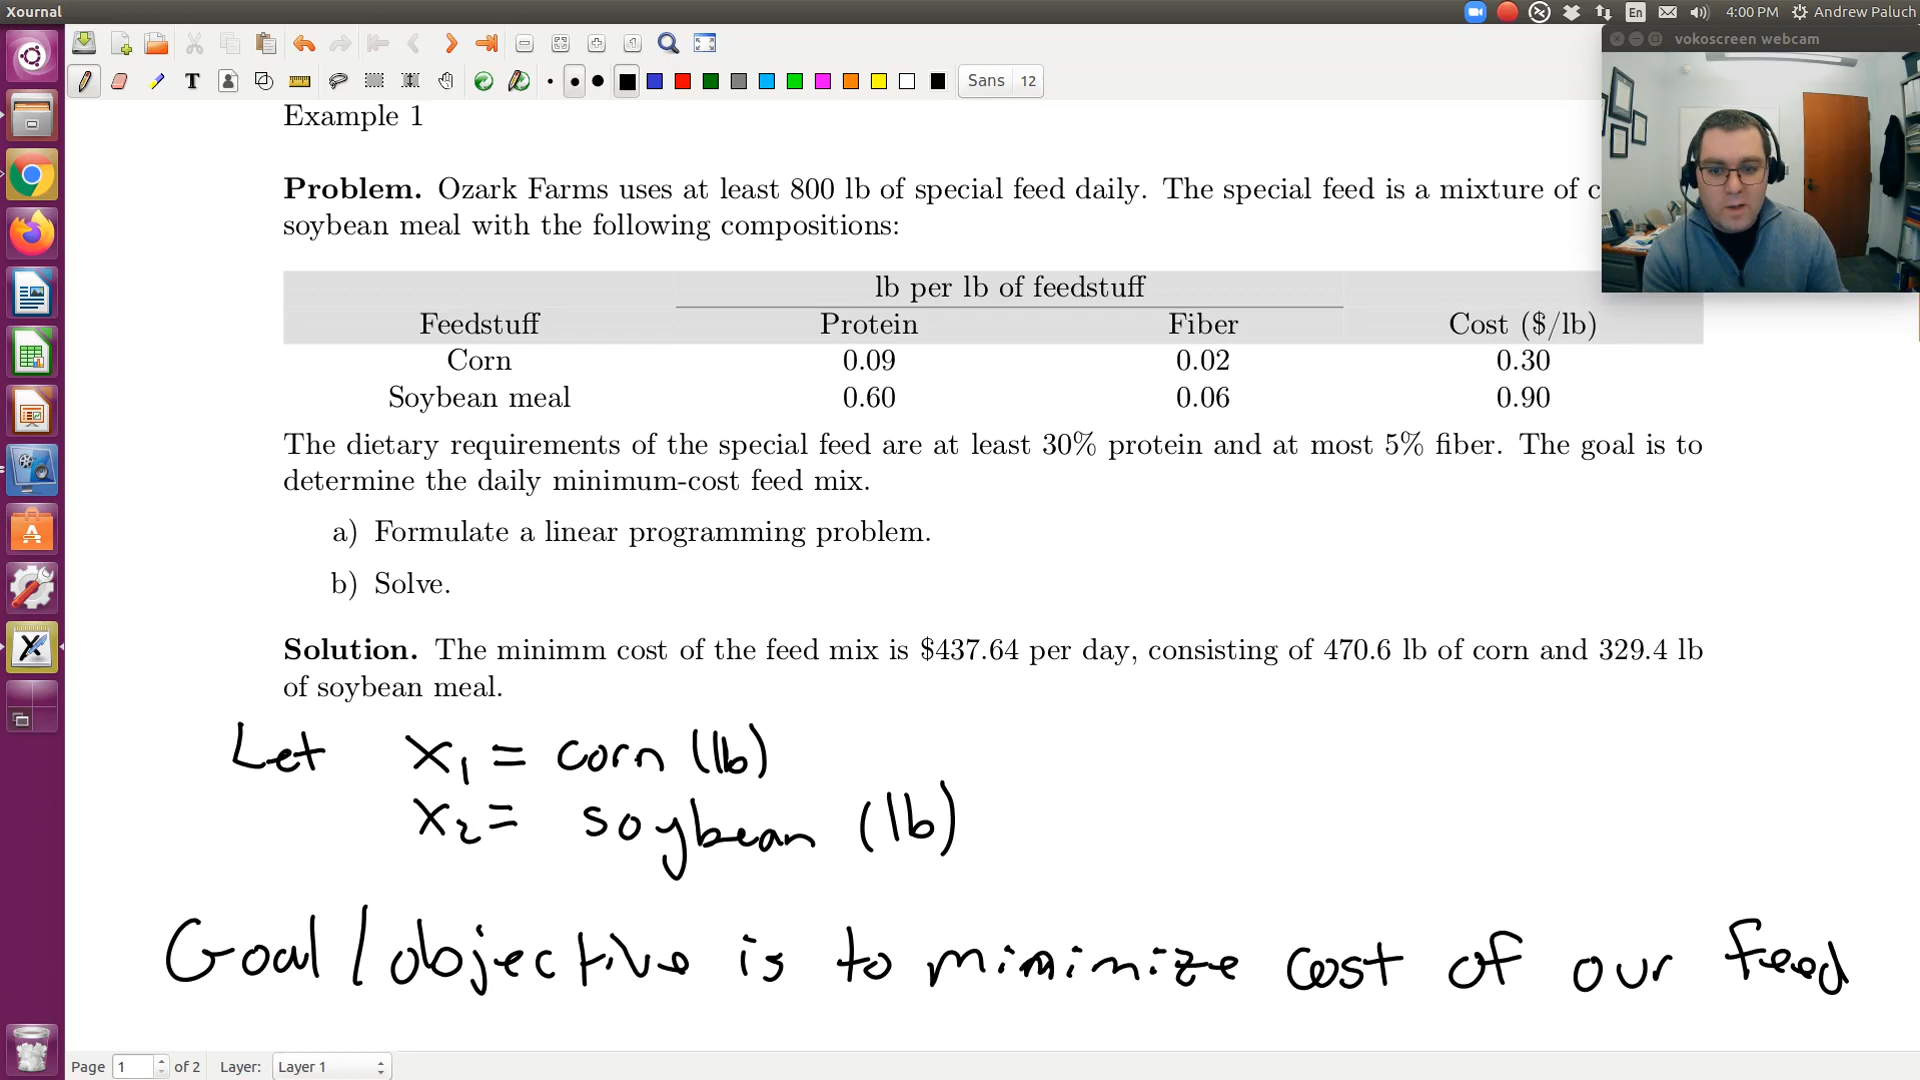 Xournal
En
4:00 PM
Andrew Paluch
vokoscreen webcam
Sans 12
Example 1
Problem. Ozark Farms uses at least 800 lb of special feed daily. The special feed is a mixture of c
soybean meal with the following compositions:
lb per lb of feedstuff
Feedstuff Protein Fiber Cost ($/lb)
Corn 0.09 0.02 0.30
Soybean meal 0.60 0.06 0.90
The dietary requirements of the special feed are at least 30% protein and at most 5% fiber. The goal is to
determine the daily minimum-cost feed mix.
a) Formulate a linear programming problem.
b) Solve.
Solution. The minimm cost of the feed mix is $437.64 per day, consisting of 470.6 lb of corn and 329.4 lb
of soybean meal.
Let x₁ = corn (lb)
x₂ = soybean (lb)
Goal/objective is to minimize cost of our feed
Page 1 of 2 Layer: Layer 1